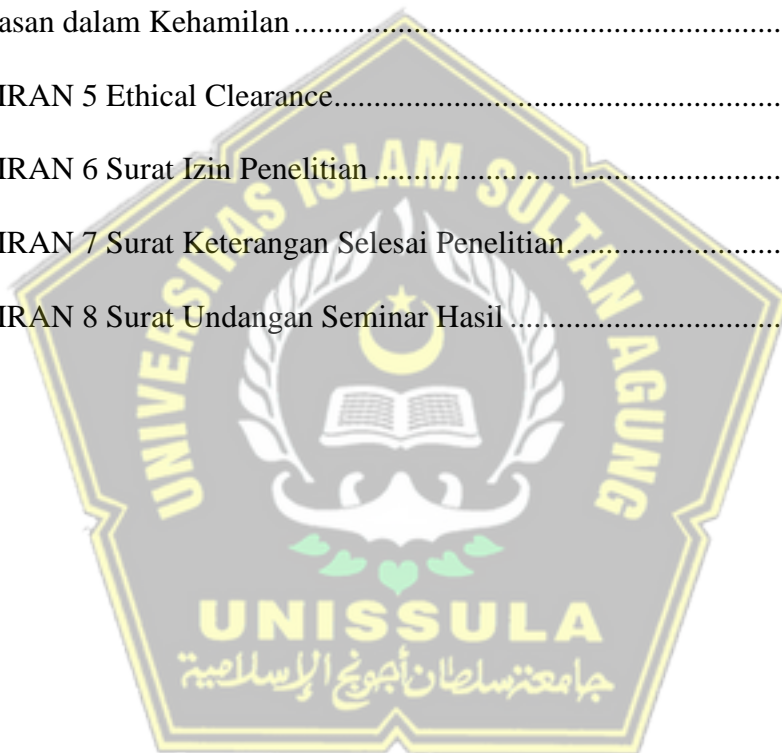 asan dalam Kehamilan ..........................................................
IRAN 5 Ethical Clearance.....................................................
IRAN 6 Surat Izin Penelitian ................................................
IRAN 7 Surat Keterangan Selesai Penelitian..........................
IRAN 8 Surat Undangan Seminar Hasil ................................
UNIVERSITAS ISLAM SULTAN AGUNG
UNISSULA
جامعة سلطان أجونج الإسلامية